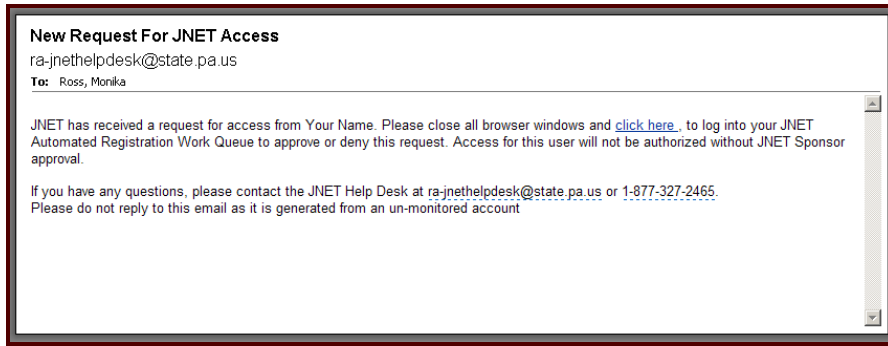 New Request For JNET Access
ra-jnethelpdesk@state.pa.us
To: Ross, Monika
JNET has received a request for access from Your Name. Please close all browser windows and click here , to log into your JNET
Automated Registration Work Queue to approve or deny this request. Access for this user will not be authorized without JNET Sponsor
approval.
If you have any questions, please contact the JNET Help Desk at ra-jnethelpdesk@state.pa.us or 1-877-327-2465.
Please do not reply to this email as it is generated from an un-monitored account